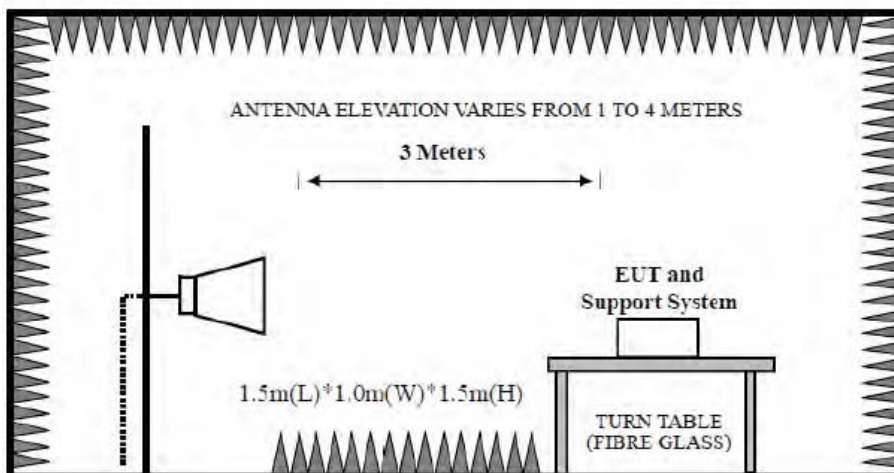 ANTENNA ELEVATION VARIES FROM 1 TO 4 METERS
3 Meters
EUT and
Support System
1.5m(L)*1.0m(W)*1.5m(H)
TURN TABLE
(FIBRE GLASS)